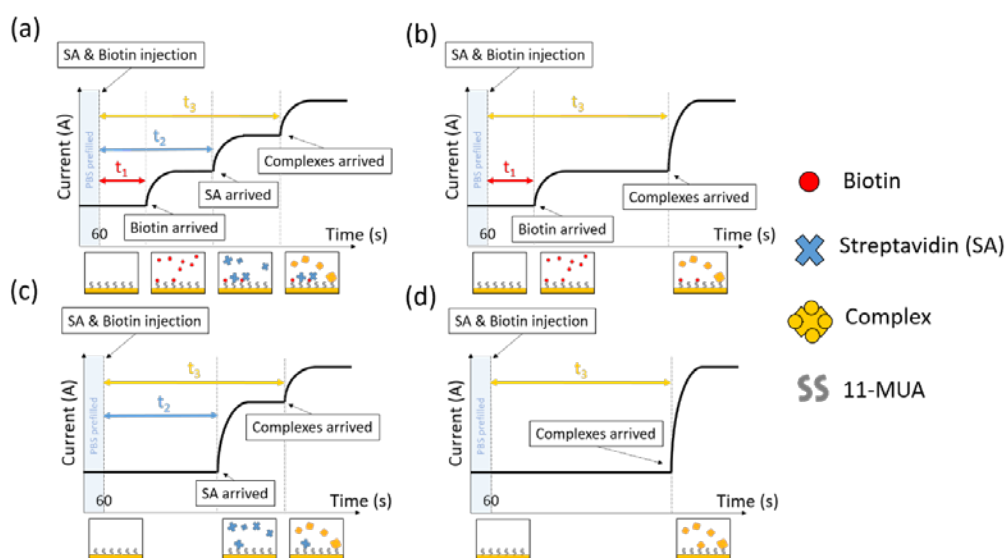 (a)
SA & Biotin injection
Current (A)
PBS prefilled
t3
t2
t1
Complexes arrived
SA arrived
Biotin arrived
60
Time (s)
(b)
SA & Biotin injection
Current (A)
PBS prefilled
t3
t1
Complexes arrived
Biotin arrived
60
Time (s)
(c)
SA & Biotin injection
Current (A)
PBS prefilled
t3
t2
Complexes arrived
SA arrived
60
Time (s)
(d)
SA & Biotin injection
Current (A)
PBS prefilled
t3
Complexes arrived
60
Time (s)
Biotin
Streptavidin (SA)
Complex
11-MUA